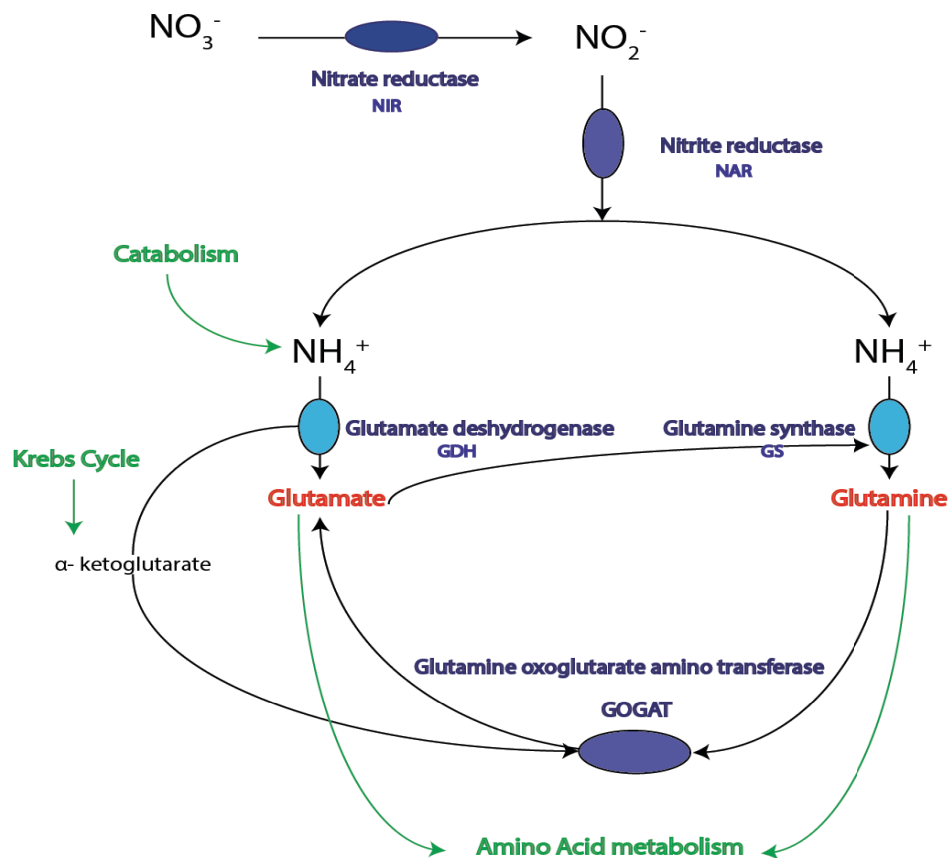 NO₃⁻
NO₂⁻
Nitrate reductase
NIR
Nitrite reductase
NAR
Catabolism
NH₄⁺
NH₄⁺
Glutamate deshydrogenase
GDH
Glutamine synthase
GS
Krebs Cycle
Glutamate
Glutamine
α- ketoglutarate
Glutamine oxoglutarate amino transferase
GOGAT
Amino Acid metabolism